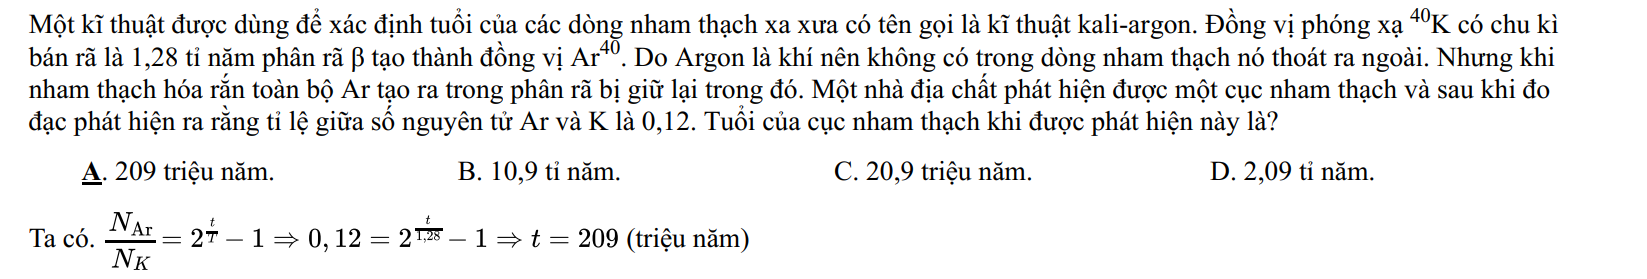 Một kĩ thuật được dùng để xác định tuổi của các dòng nham thạch xa xưa có tên gọi là kĩ thuật kali-argon. Đồng vị phóng xạ ⁴⁰K có chu kì
bán rã là 1,28 tỉ năm phân rã β tạo thành đồng vị Ar⁴⁰. Do Argon là khí nên không có trong dòng nham thạch nó thoát ra ngoài. Nhưng khi
nham thạch hóa rắn toàn bộ Ar tạo ra trong phân rã bị giữ lại trong đó. Một nhà địa chất phát hiện được một cục nham thạch và sau khi đo
đạc phát hiện ra rằng tỉ lệ giữa số nguyên tử Ar và K là 0,12. Tuổi của cục nham thạch khi được phát hiện này là?
A. 209 triệu năm. B. 10,9 tỉ năm. C. 20,9 triệu năm. D. 2,09 tỉ năm.
Ta có. \frac{N_{Ar}}{N_K} = 2^{\frac{t}{T}} − 1 ⇒ 0,12 = 2^{\frac{t}{1,28}} − 1 ⇒ t = 209 (triệu năm)